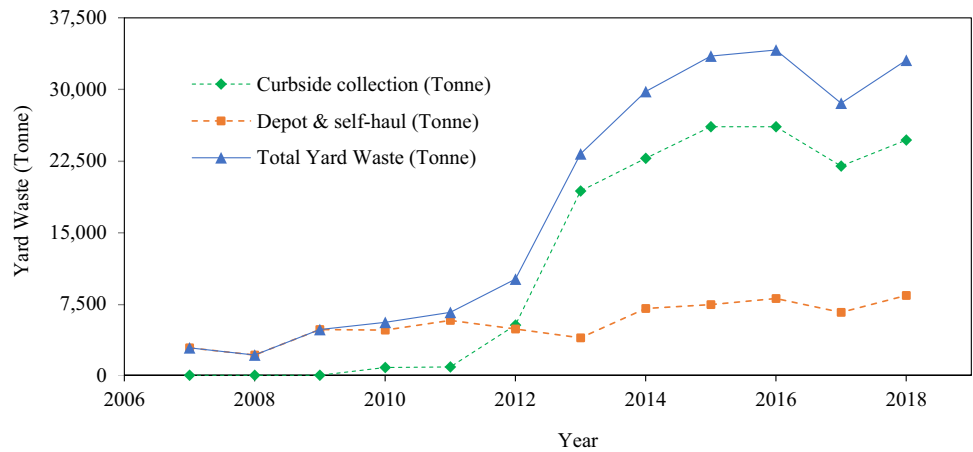 37,500
30,000
22,500
15,000
7,500
0
Yard Waste (Tonne)
Curbside collection (Tonne)
Depot & self-haul (Tonne)
Total Yard Waste (Tonne)
2006 2008 2010 2012 2014 2016 2018
Year